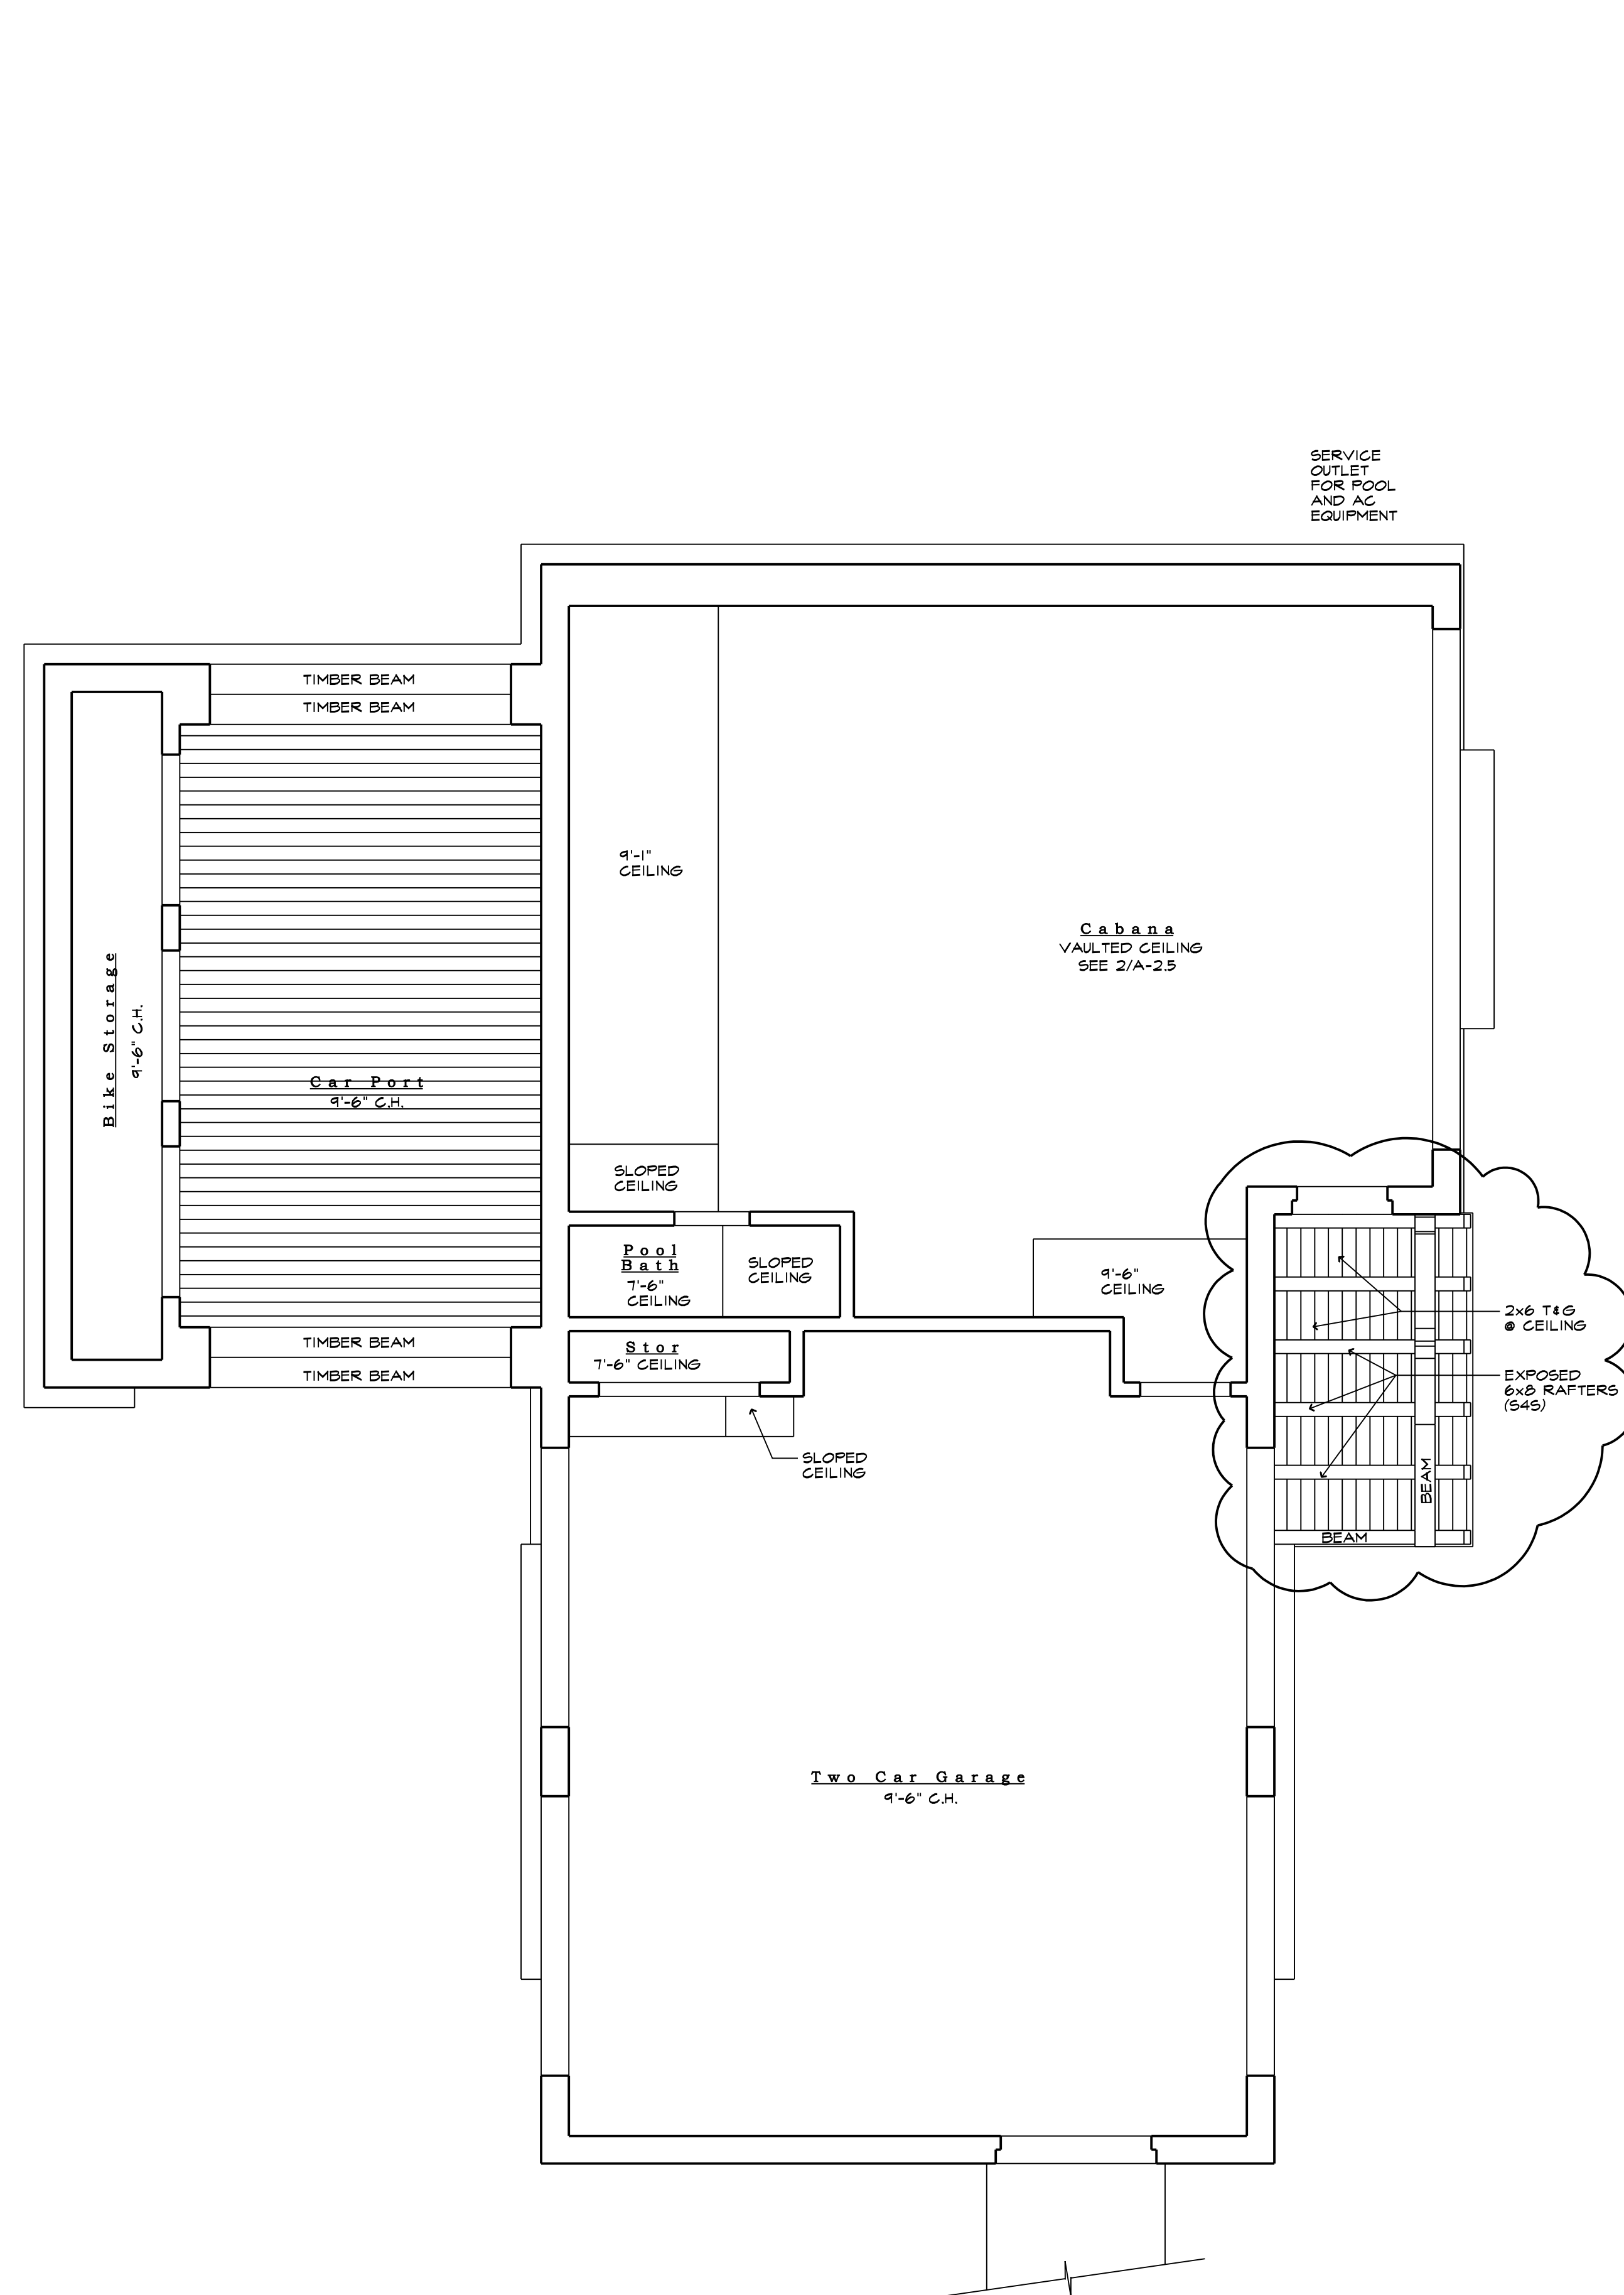 SERVICE
OUTLET
FOR POOL
AND AC
EQUIPMENT
TIMBER BEAM
TIMBER BEAM
9'-1"
CEILING
Cabana
VAULTED CEILING
SEE 2/A-2.5
Bike Storage
9'-6" C.H.
Car Port
9'-6" C.H.
SLOPED
CEILING
Pool
Bath
7'-6"
CEILING
SLOPED
CEILING
9'-6"
CEILING
2x6 T&G
@ CEILING
TIMBER BEAM
TIMBER BEAM
Stor
7'-6" CEILING
EXPOSED
6x8 RAFTERS
(S4S)
SLOPED
CEILING
BEAM
BEAM
Two Car Garage
9'-6" C.H.